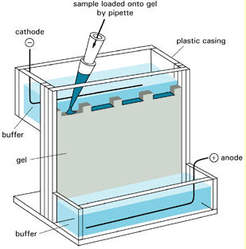 sample loaded onto gel
by pipette
cathode
−
plastic casing
buffer
gel
+ anode
buffer